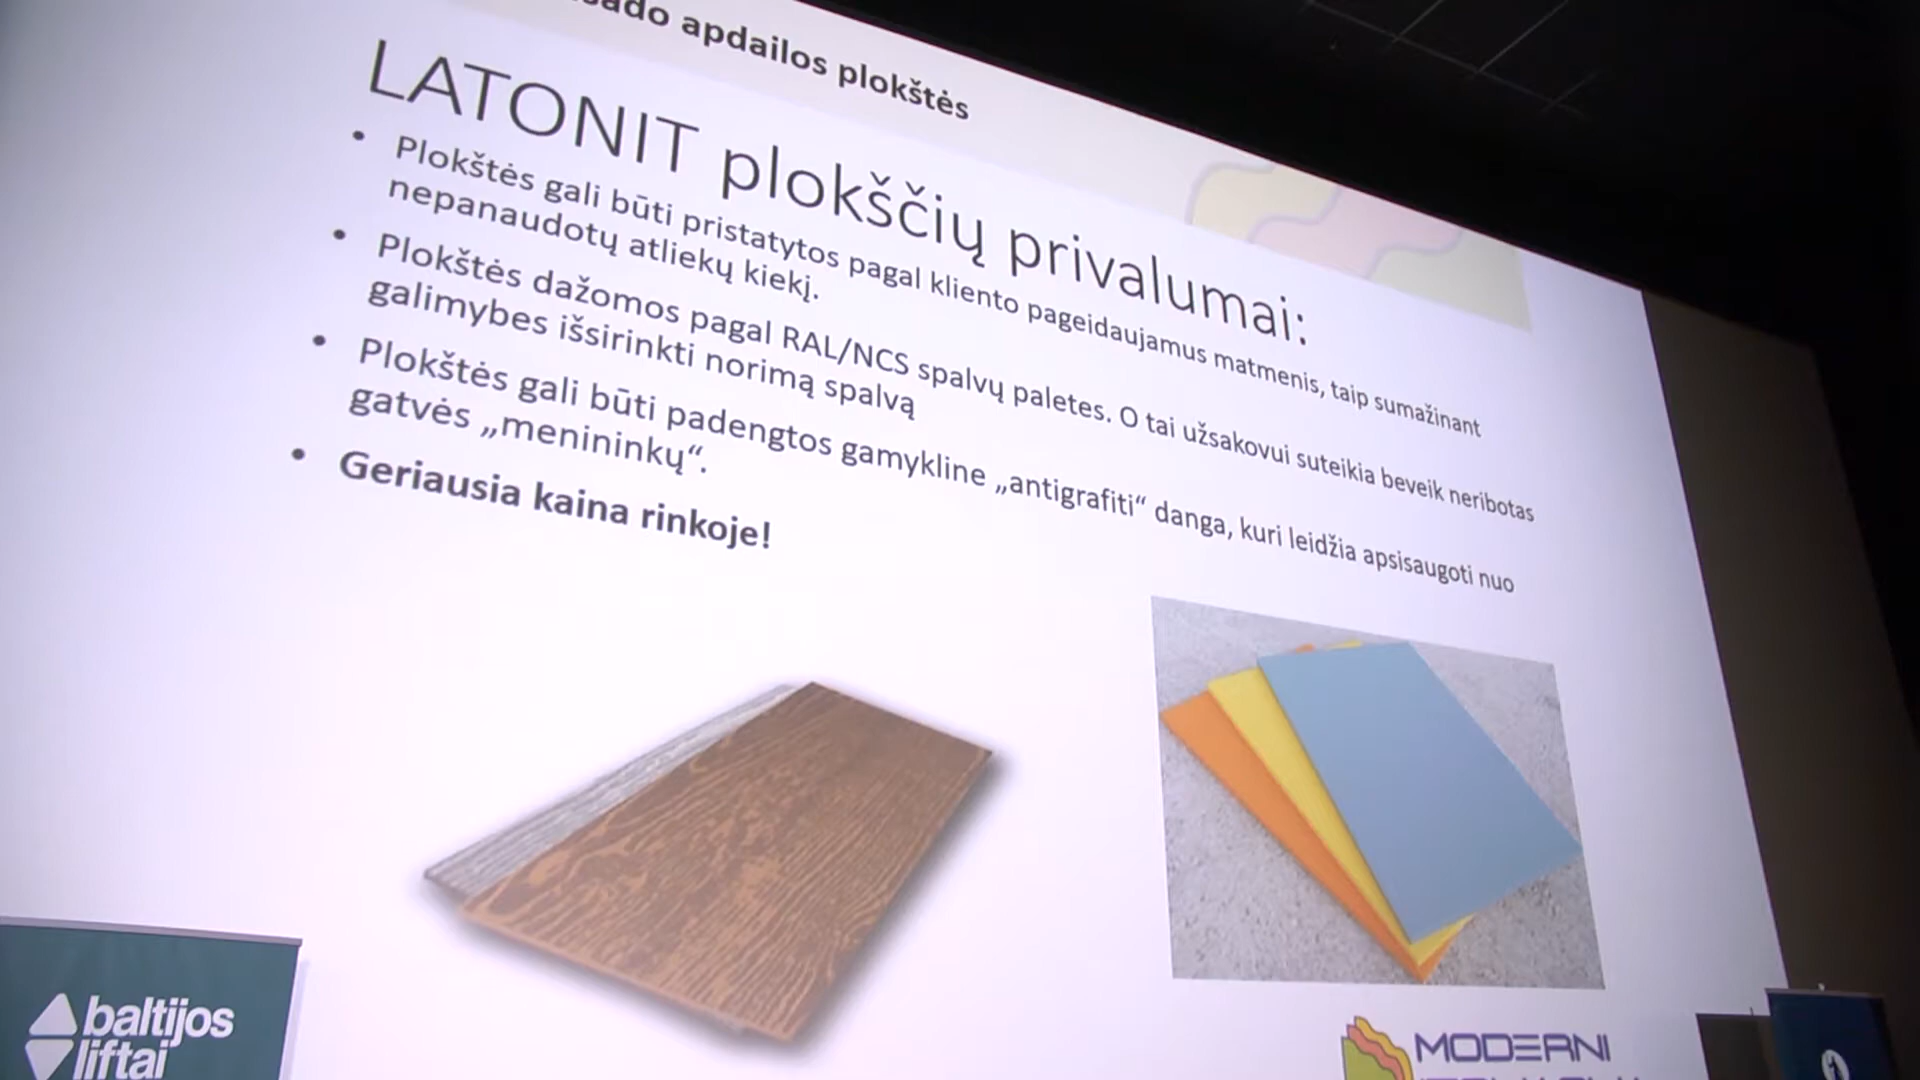 apdailos plokštės
LATONIT plokščių privalumai:
• Plokštės gali būti pristatytos pagal kliento pageidaujamus matmenis, taip sumažinant
nepanaudotų atliekų kiekį.
• Plokštės dažomos pagal RAL/NCS spalvų paletes. O tai užsakovui suteikia beveik neribotas
galimybes išsirinkti norimą spalvą
• Plokštės gali būti padengtos gamykline „antigrafiti“ danga, kuri leidžia apsisaugoti nuo
gatvės „menininkų“.
• Geriausia kaina rinkoje!
baltijos
liftai
MODERNI